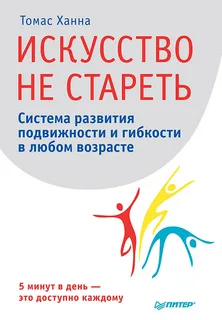 Томас Ханна
ИСКУССТВО
НЕ СТАРЕТЬ
Система развития
подвижности и гибкости
в любом возрасте
5 минут в день —
это доступно каждому
ПИТЕР®